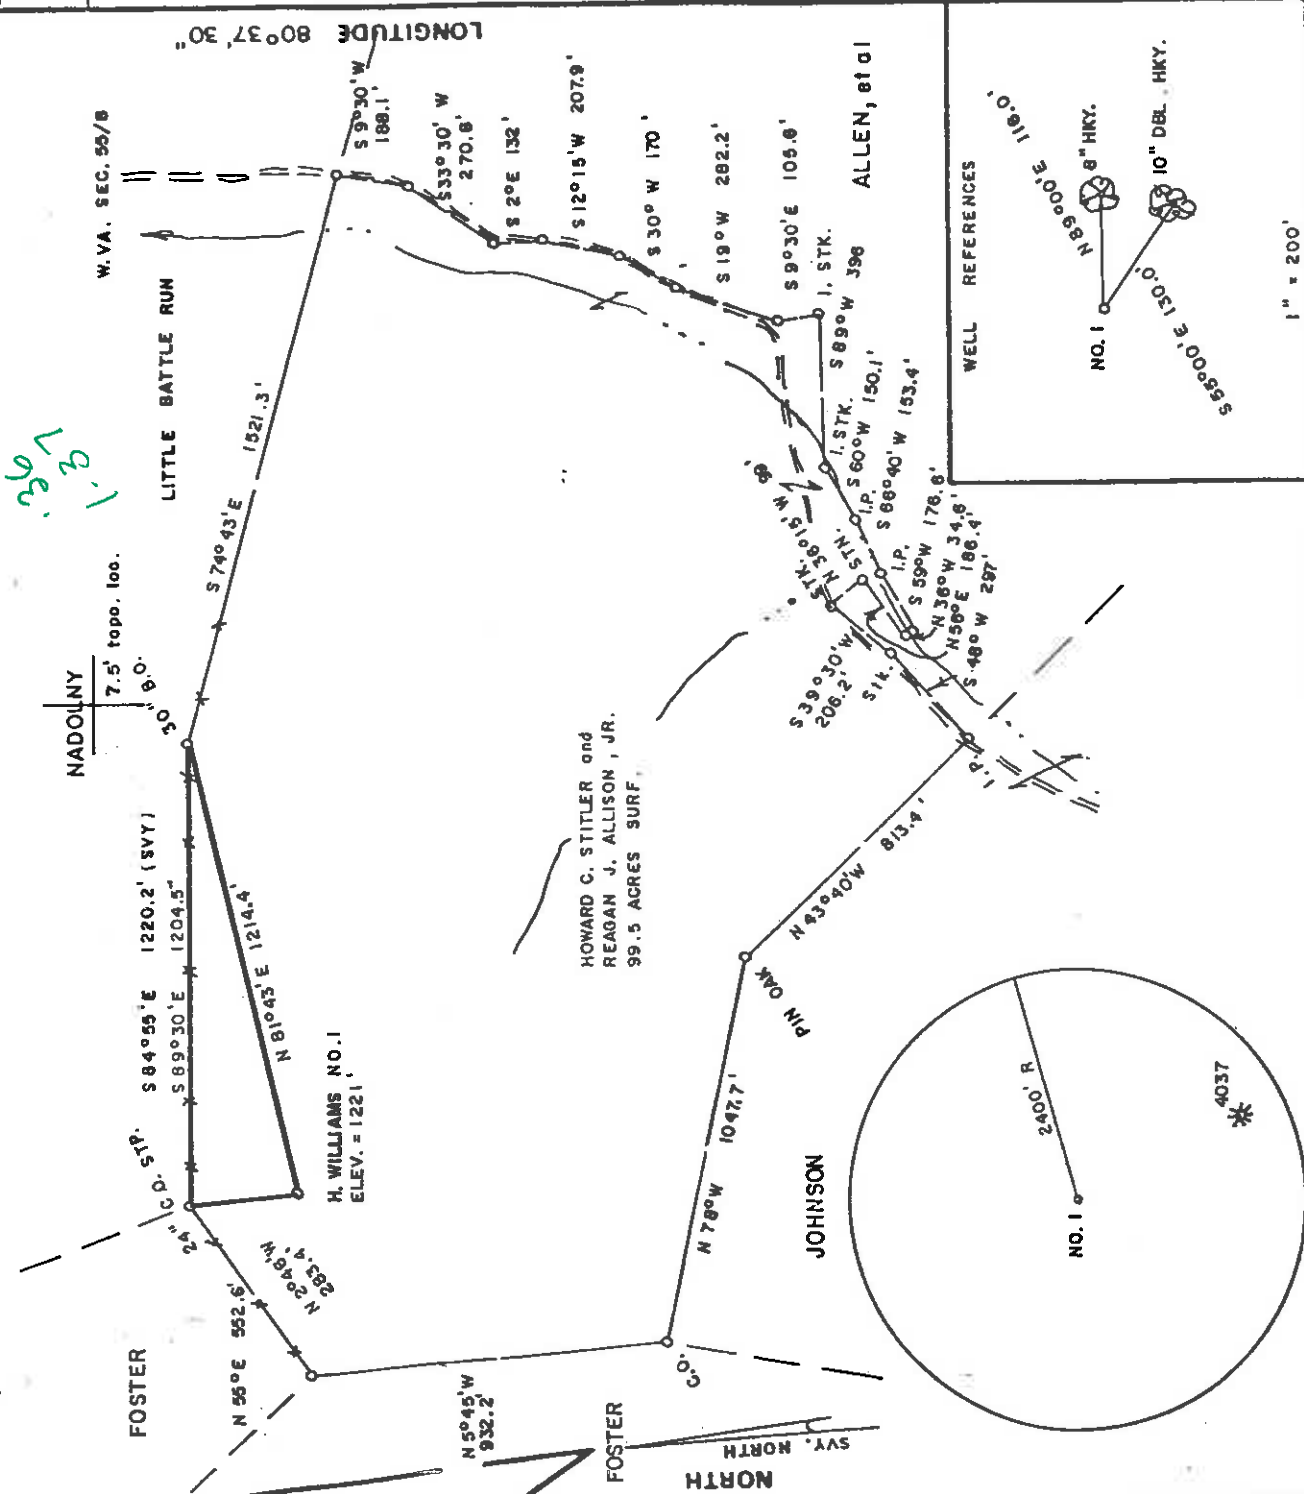 LONGITUDE 80°37'30"
W.VA. SEC. 55/8
LITTLE BATTLE RUN
.36
1.37
NADOLNY
7.5' topo. loc.
30" B.O.
S 84°55'E 1220.2' (SVY)
S 89°30'E 1204.5'
N 81°43'E 1214.4'
S 74°43'E 1521.3'
S 9°30'W
188.1'
S 33°30' W
270.6'
S 2°E 132'
S 12°15'W 207.9'
S 30°W 170'
S 19°W 282.2'
S 9°30'E 105.6'
I. STK.
S 89°W 396
ALLEN, et al
I. STK.
S 60°W 150.1'
I.P.
S 66°40'W 153.4'
I.P.
S 59°W 176.6'
N 36°W 34.6'
N 56°E 186.4'
S 48°W 297'
STK.
N 36°15'W 99'
STN.
S 39°30'W
206.2'
Stk.
I.P.
HOWARD C. STITLER and
REAGAN J. ALLISON, JR.
99.5 ACRES SURF.
H. WILLIAMS NO. 1
ELEV. = 1221'
24" C.O. STP.
N 2°48'W
283.4'
FOSTER
N 55°E 552.6'
N 5°45'W
932.2'
FOSTER
C.O.
N 78°W 1047.7'
PIN OAK
N 43°40'W 813.4'
JOHNSON
SVY. NORTH
NORTH
NO. 1
2400' R
4037
WELL REFERENCES
NO. 1
N 89°00'E 118.0'
8" HKY.
S 55°00'E 130.0'
10" DBL. HKY.
1" = 200'